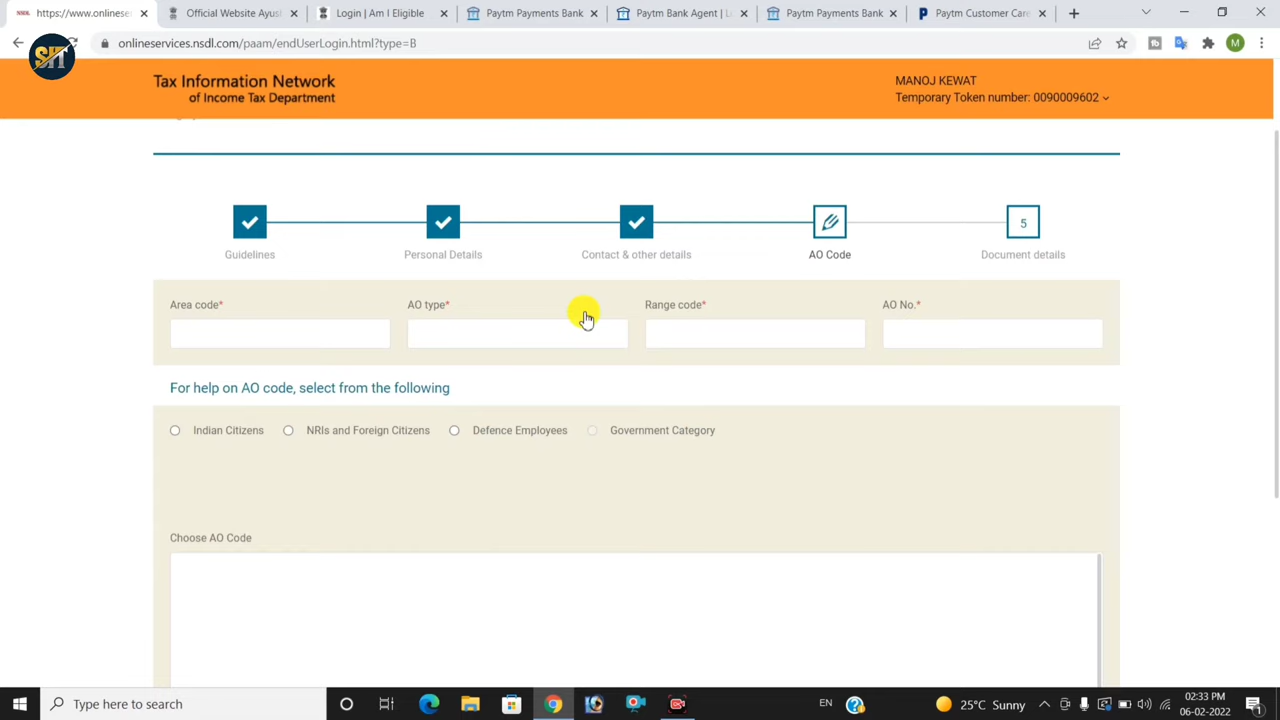 https://www.onlineser
Official Website Ayus
Login | Am I Eligible
Paytm Payments Bank
Paytm Bank Agent | L
Paytm Payments Bank
Paytm Customer Care
onlineservices.nsdl.com/paam/endUserLogin.html?type=B
M
SIT
Tax Information Network
of Income Tax Department
MANOJ KEWAT
Temporary Token number: 0090009602
5
Guidelines
Personal Details
Contact & other details
AO Code
Document details
Area code*
AO type*
Range code*
AO No.*
For help on AO code, select from the following
Indian Citizens
NRIs and Foreign Citizens
Defence Employees
Government Category
Choose AO Code
Type here to search
EN
25°C Sunny
02:33 PM
06-02-2022
1